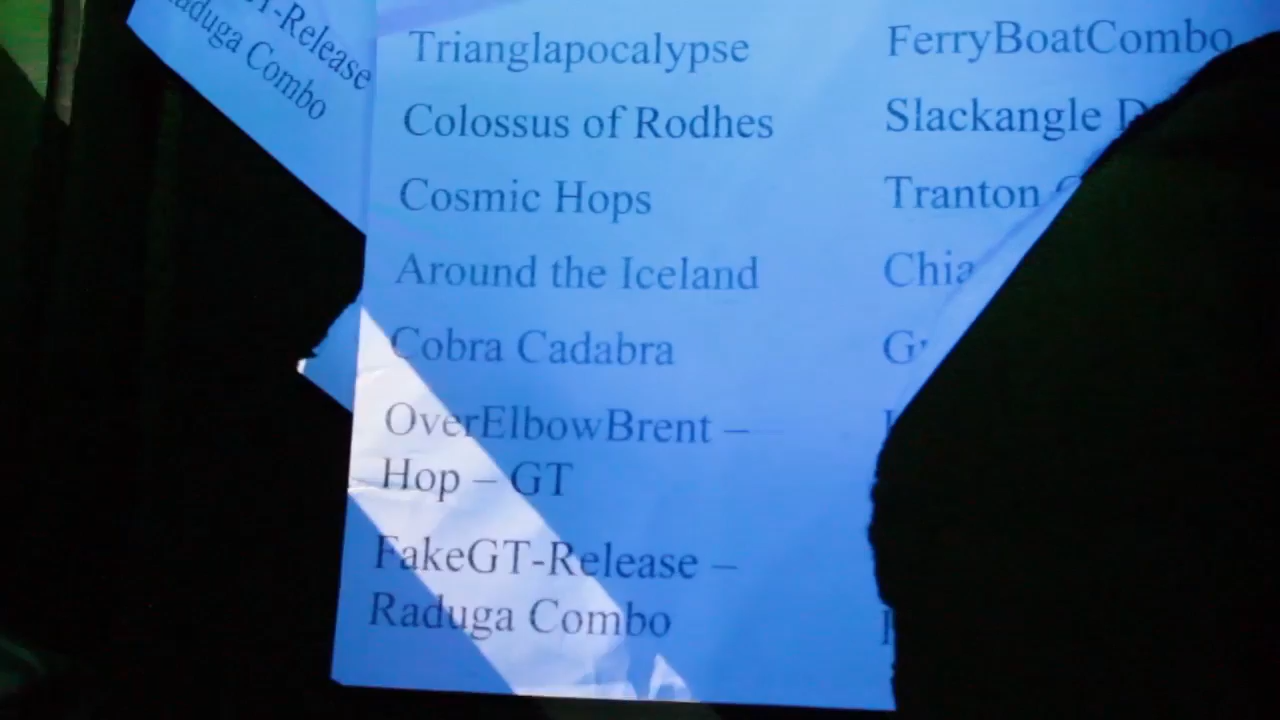 T-Release
Raduga Combo
Trianglapocalypse
Colossus of Rodhes
Cosmic Hops
Around the Iceland
Cobra Cadabra
OverElbowBrent –
Hop – GT
FakeGT-Release –
Raduga Combo
FerryBoatCombo
Slackangle
Tranton